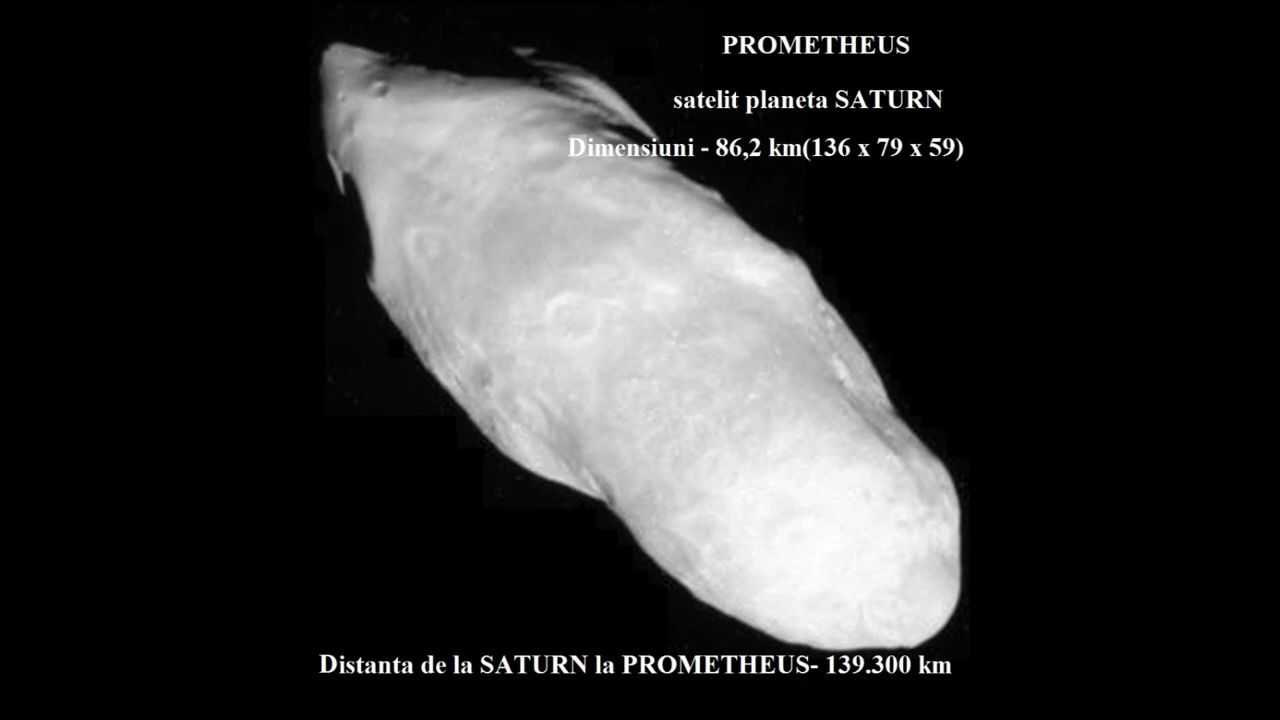 PROMETHEUS
satelit planeta SATURN
Dimensiuni - 86,2 km(136 x 79 x 59)
Distanta de la SATURN la PROMETHEUS- 139.300 km